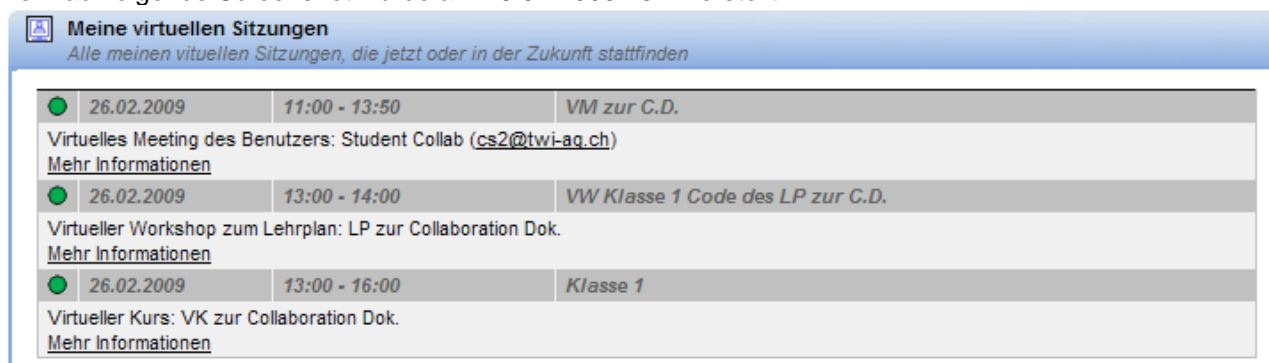 Meine virtuellen Sitzungen
Alle meinen vituellen Sitzungen, die jetzt oder in der Zukunft stattfinden
26.02.2009 11:00 - 13:50 VM zur C.D.
Virtuelles Meeting des Benutzers: Student Collab (cs2@twi-ag.ch)
Mehr Informationen
26.02.2009 13:00 - 14:00 VW Klasse 1 Code des LP zur C.D.
Virtueller Workshop zum Lehrplan: LP zur Collaboration Dok.
Mehr Informationen
26.02.2009 13:00 - 16:00 Klasse 1
Virtueller Kurs: VK zur Collaboration Dok.
Mehr Informationen